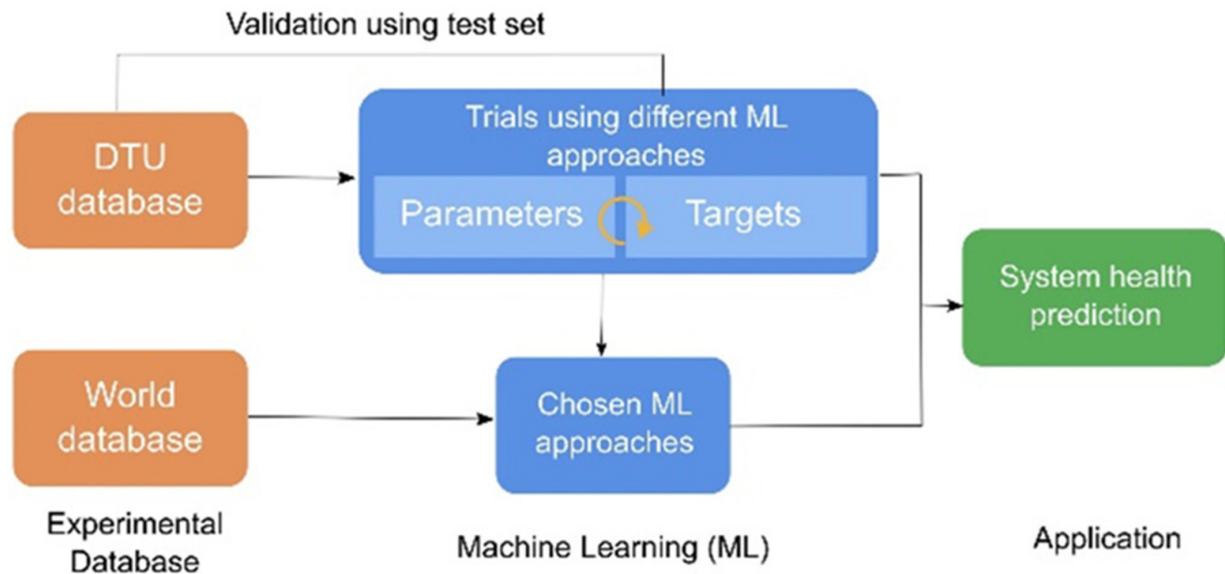 Validation using test set
DTU
database
Trials using different ML
approaches
Parameters
Targets
System health
prediction
World
database
Chosen ML
approaches
Experimental
Database
Machine Learning (ML)
Application